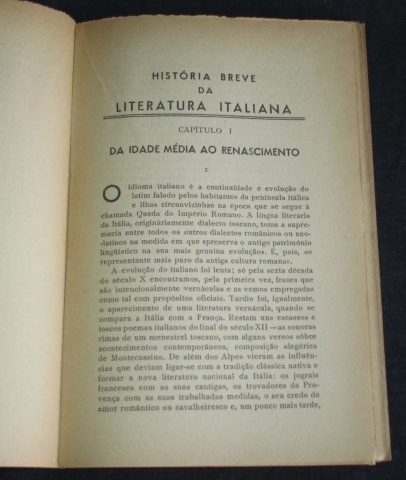 HISTÓRIA BREVE
DA
LITERATURA ITALIANA
CAPÍTULO I
DA IDADE MÉDIA AO RENASCIMENTO
I
O idioma italiano é a continuidade e evolução do
latim falado pelos habitantes da península itálica
e ilhas circunvizinhas na época que se segue à
chamada Queda do Império Romano. A língua literária
da Itália, originàriamente dialecto toscano, toma a supre-
macia entre todos os outros dialectos românicos ou neo-
-latinos na medida em que «preserva o antigo património
lingüístico na sua mais genuína evolução». É, pois, «o
representante mais puro da antiga cultura romana».
A evolução do italiano foi lenta; só pela sexta década
do século X encontramos, pela primeira vez, frases que
são intencionalmente vernáculas e as vemos empregadas
como tal com propósitos oficiais. Tardio foi, igualmente,
o aparecimento de uma literatura vernácula, quando se
compara a Itália com a França. Restam uns escassos e
toscos poemas italianos do final do século XII — as sonoras
rimas de um menestrel toscano, com alguns versos sôbre
acontecimentos contemporâneos, composição alegórica
de Montecassino. De além dos Alpes vieram as influên-
cias que deviam ligar-se com a tradição clássica nativa e
formar a nova literatura nacional da Itália: os jograis
franceses com as suas cantigas, os trovadores da Pro-
vença com as suas trabalhadas medidas, o seu credo de
amor romântico ou cavalheiresco e, um pouco mais tarde,